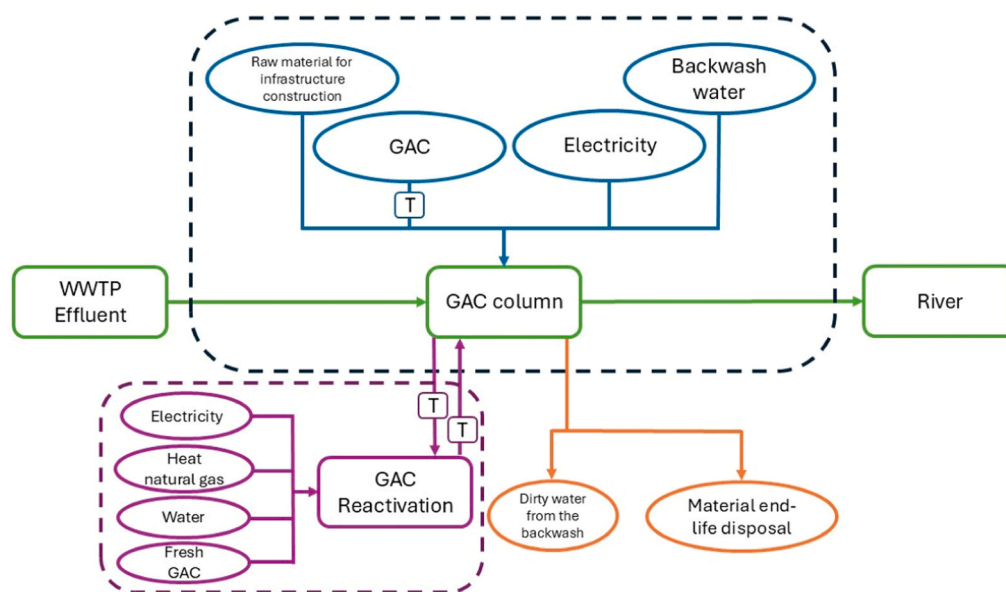 Raw material for
infrastructure
construction
Backwash
water
GAC
Electricity
T
WWTP
Effluent
GAC column
River
T
T
Electricity
Heat
natural gas
Water
Fresh
GAC
GAC
Reactivation
Dirty water
from the
backwash
Material end-
life disposal